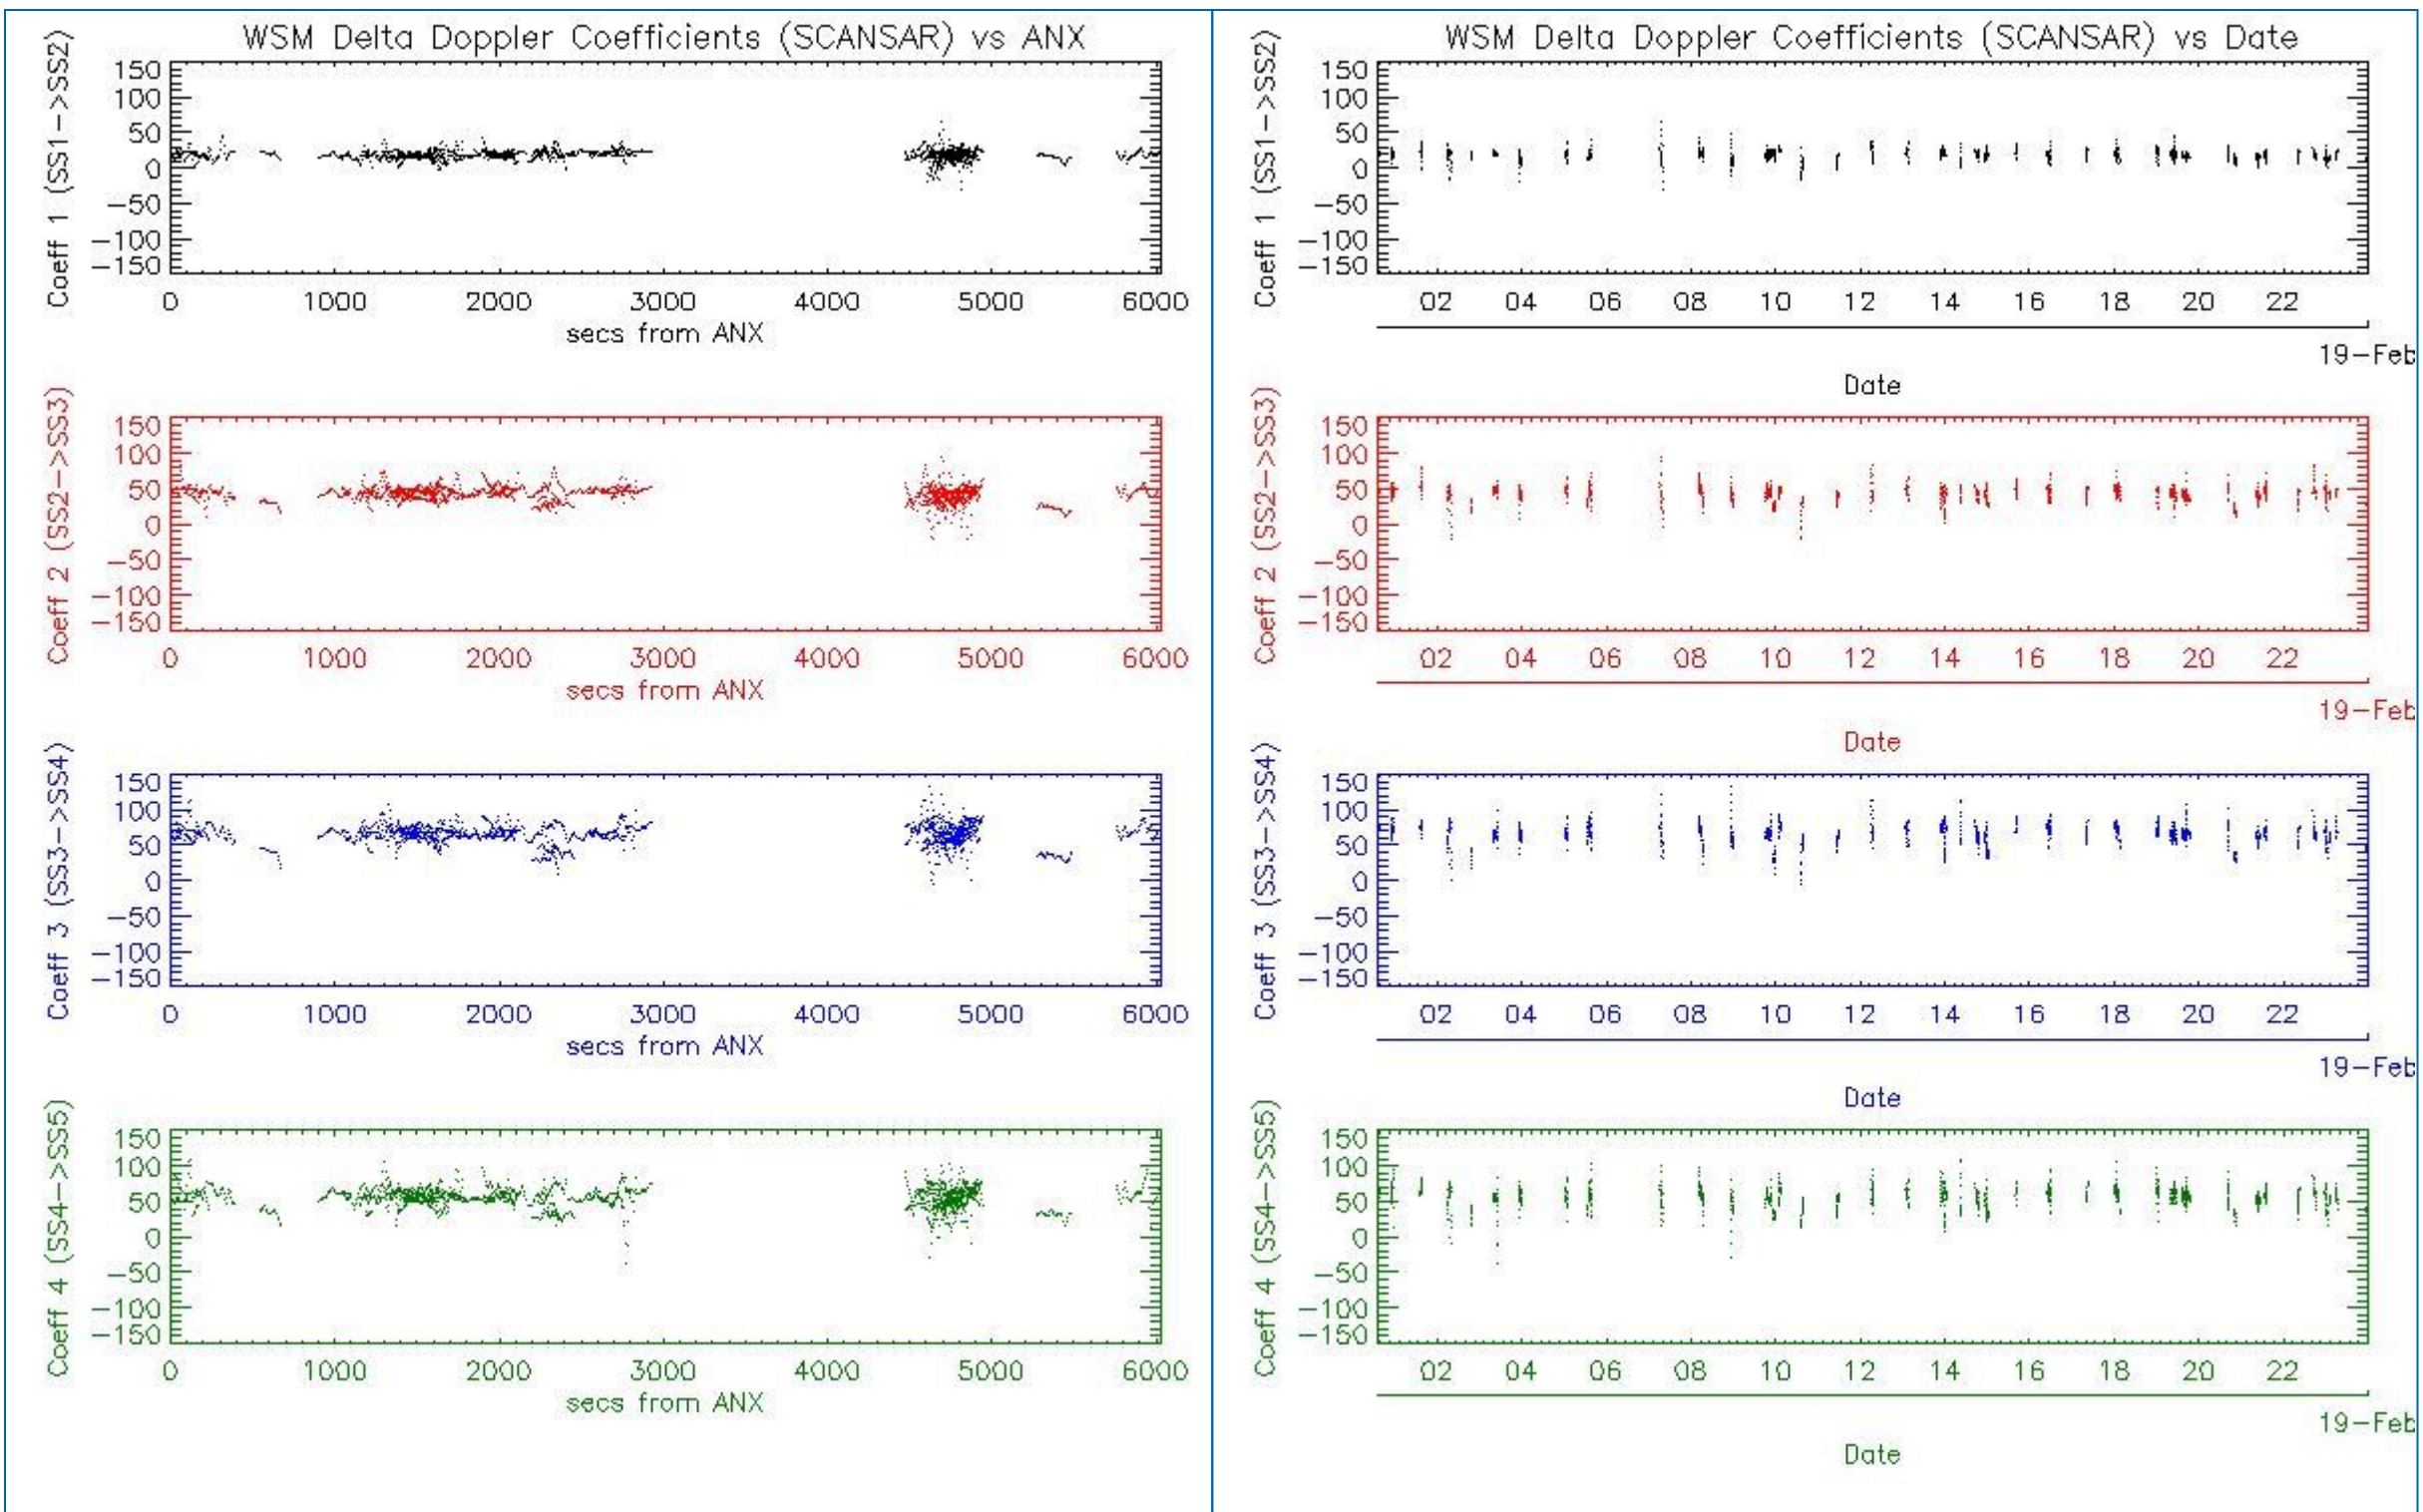 WSM Delta Doppler Coefficients (SCANSAR) vs ANX
Coeff 1 (SS1->SS2)
150
100
50
0
-50
-100
-150
0 1000 2000 3000 4000 5000 6000
secs from ANX
Coeff 2 (SS2->SS3)
150
100
50
0
-50
-100
-150
0 1000 2000 3000 4000 5000 6000
secs from ANX
Coeff 3 (SS3->SS4)
150
100
50
0
-50
-100
-150
0 1000 2000 3000 4000 5000 6000
secs from ANX
Coeff 4 (SS4->SS5)
150
100
50
0
-50
-100
-150
0 1000 2000 3000 4000 5000 6000
secs from ANX
WSM Delta Doppler Coefficients (SCANSAR) vs Date
Coeff 1 (SS1->SS2)
150
100
50
0
-50
-100
-150
02 04 06 08 10 12 14 16 18 20 22
19-Feb
Date
Coeff 2 (SS2->SS3)
150
100
50
0
-50
-100
-150
02 04 06 08 10 12 14 16 18 20 22
19-Feb
Date
Coeff 3 (SS3->SS4)
150
100
50
0
-50
-100
-150
02 04 06 08 10 12 14 16 18 20 22
19-Feb
Date
Coeff 4 (SS4->SS5)
150
100
50
0
-50
-100
-150
02 04 06 08 10 12 14 16 18 20 22
19-Feb
Date